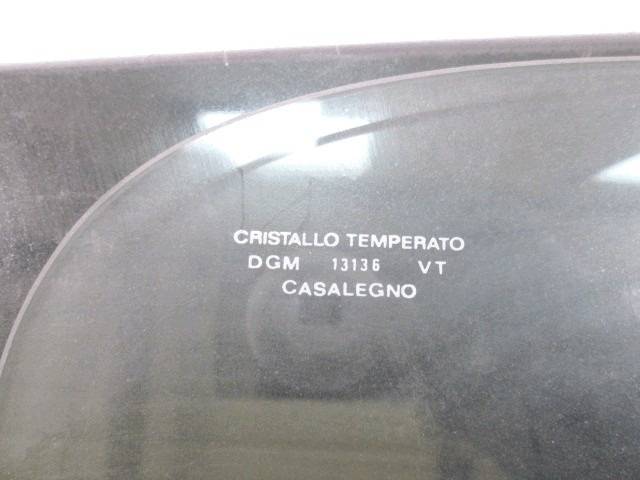 CRISTALLO TEMPERATO
DGM 13136 VT
CASALEGNO